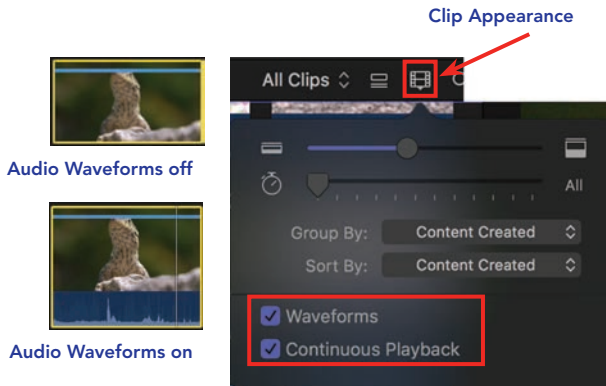 Clip Appearance
All Clips
Audio Waveforms off
All
Group By: Content Created
Sort By: Content Created
Waveforms
Continuous Playback
Audio Waveforms on